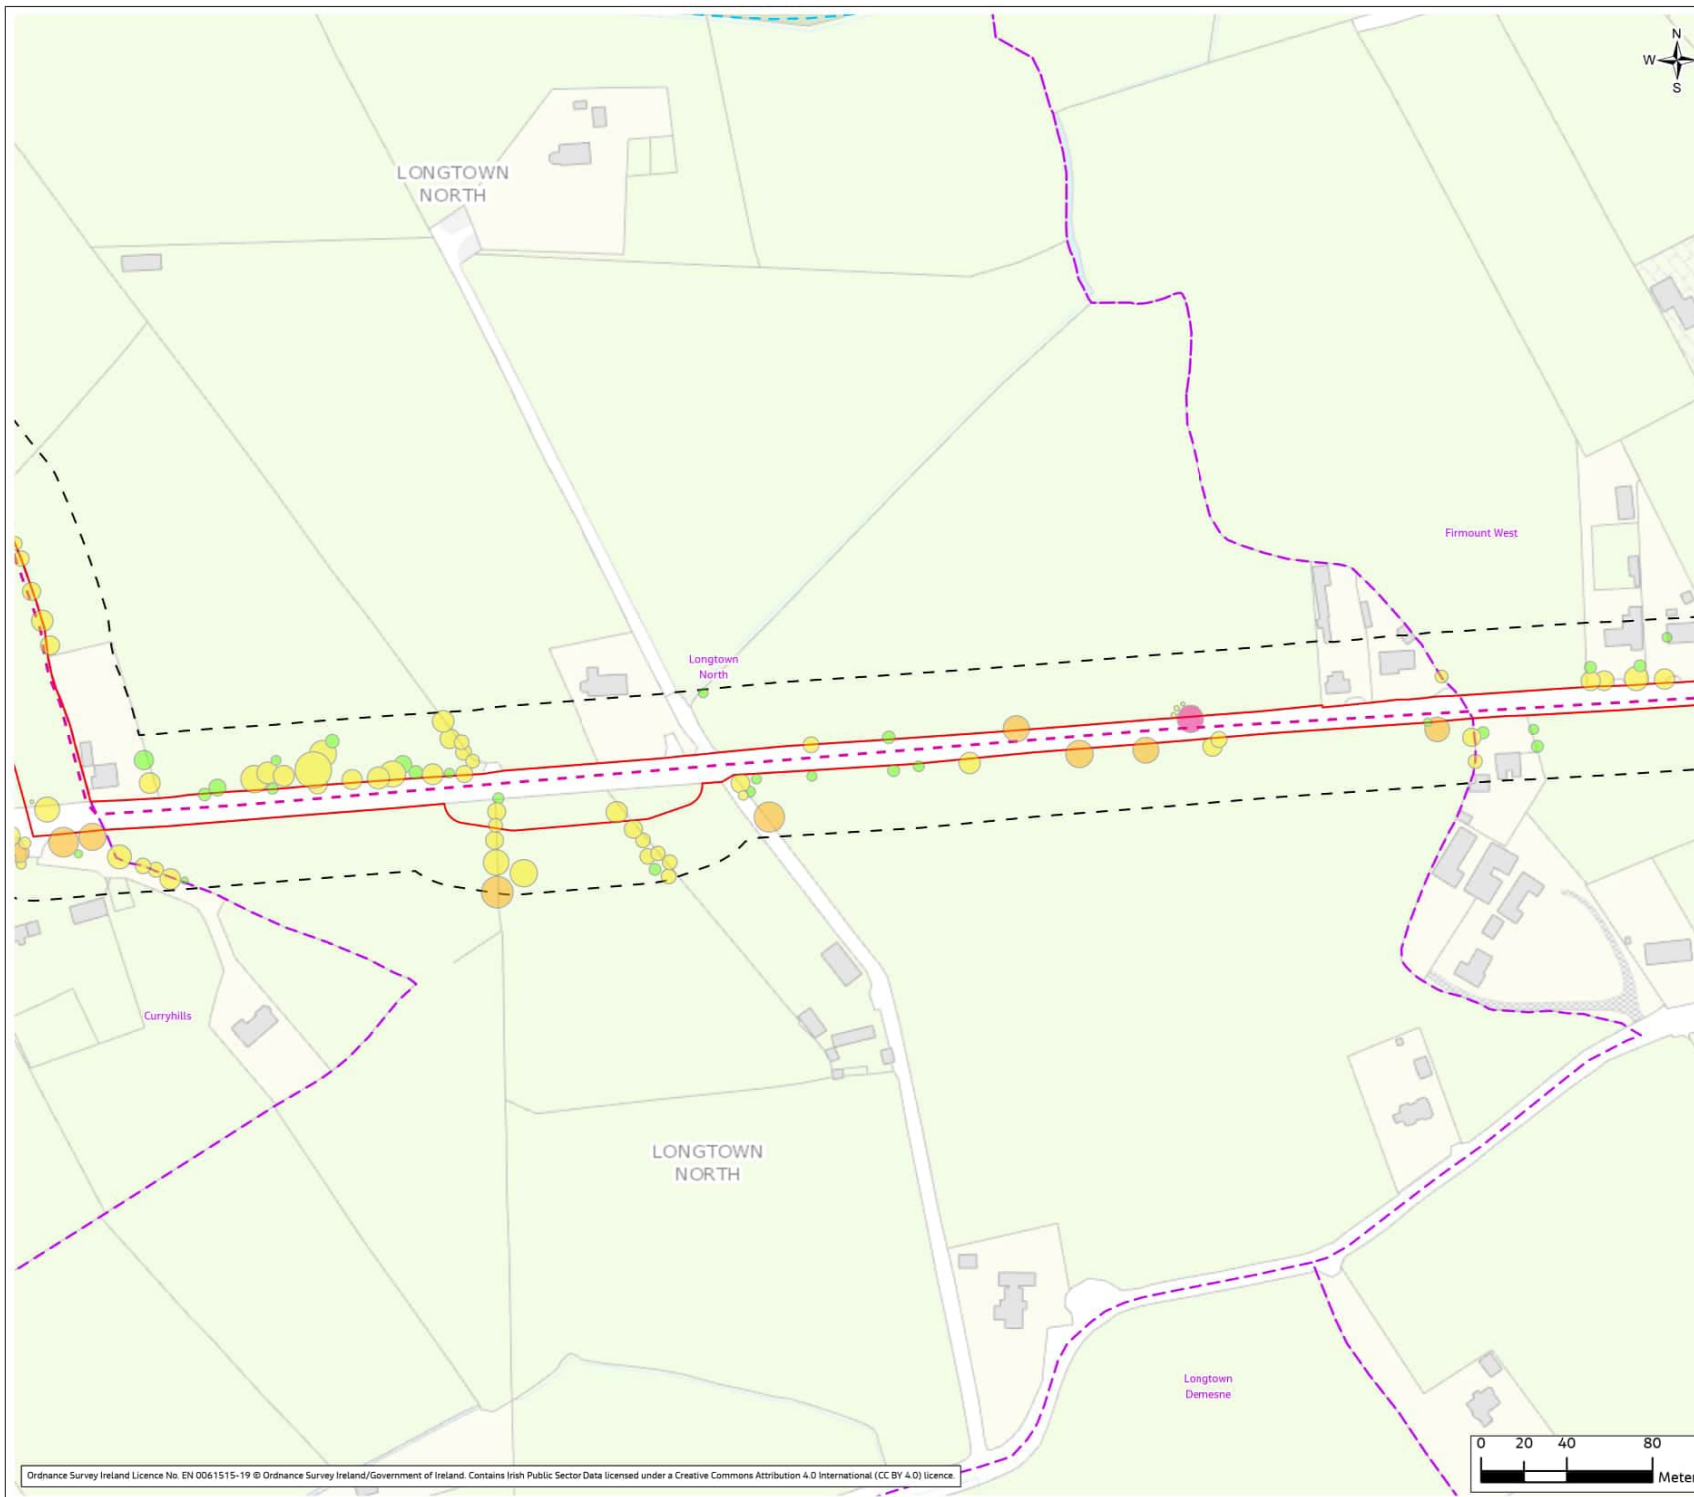 N
W
S
LONGTOWN
NORTH
Firmount West
Longtown
North
Curryhills
LONGTOWN
NORTH
Longtown
Demesne
0 20 40 80
Ordnance Survey Ireland Licence No. EN 0061515-19 © Ordnance Survey Ireland/Government of Ireland. Contains Irish Public Sector Data licensed under a Creative Commons Attribution 4.0 International (CC BY 4.0) licence.